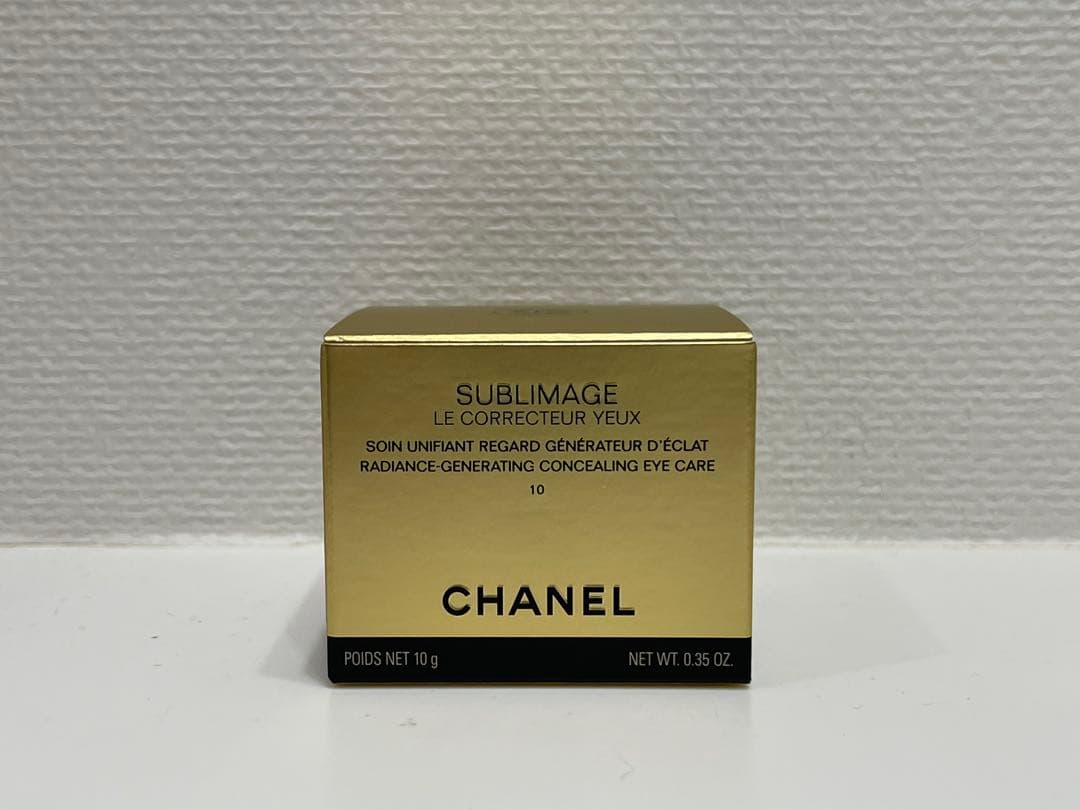 SUBLIMAGE
LE CORRECTEUR YEUX
SOIN UNIFIANT REGARD GÉNÉRATEUR D'ÉCLAT
RADIANCE-GENERATING CONCEALING EYE CARE
10
CHANEL
POIDS NET 10 g NET WT. 0.35 OZ.